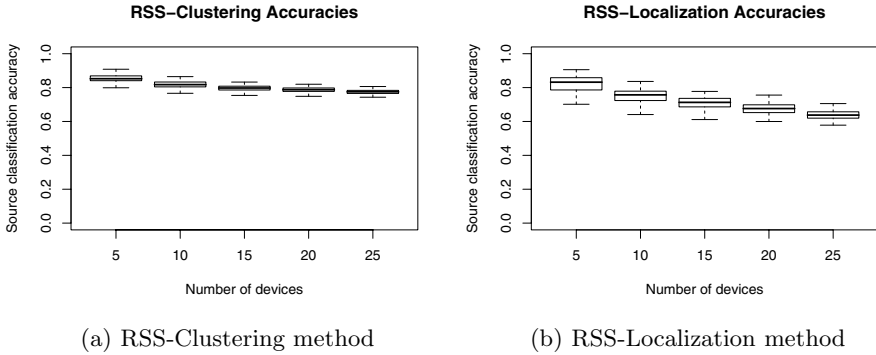 RSS−Clustering Accuracies
Source classification accuracy
1.0
0.8
0.6
0.4
0.2
0.0
5 10 15 20 25
Number of devices
(a) RSS-Clustering method
RSS−Localization Accuracies
Source classification accuracy
1.0
0.8
0.6
0.4
0.2
0.0
5 10 15 20 25
Number of devices
(b) RSS-Localization method